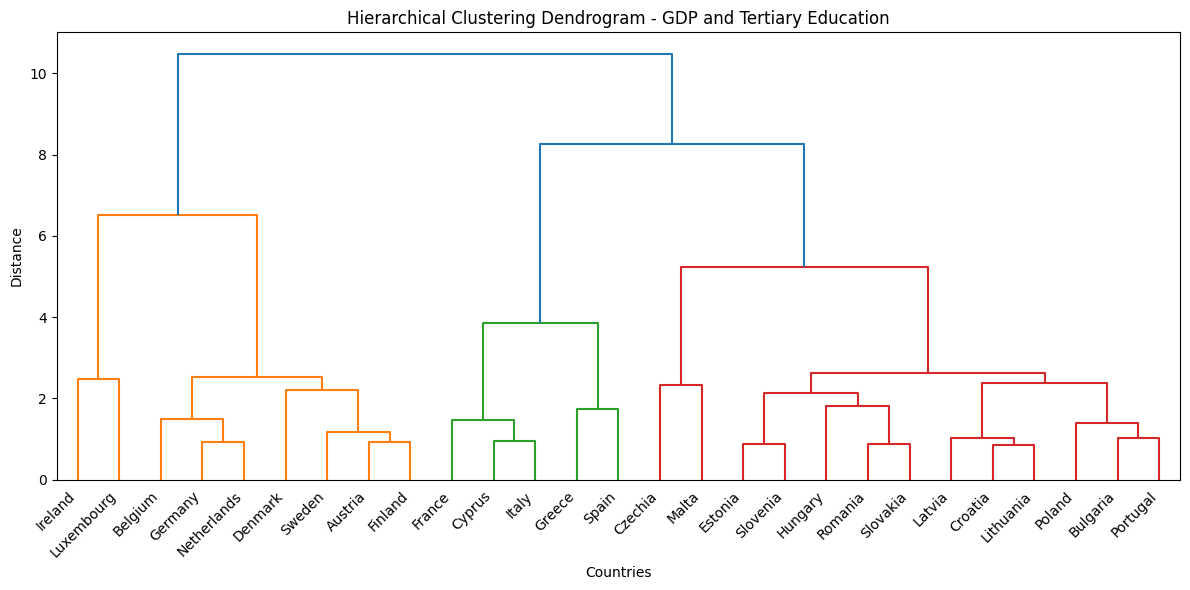 Hierarchical Clustering Dendrogram - GDP and Tertiary Education
10
8
6
4
2
0
Distance
Ireland
Luxembourg
Belgium
Germany
Netherlands
Denmark
Sweden
Austria
Finland
France
Cyprus
Italy
Greece
Spain
Czechia
Malta
Estonia
Slovenia
Hungary
Romania
Slovakia
Latvia
Croatia
Lithuania
Poland
Bulgaria
Portugal
Countries